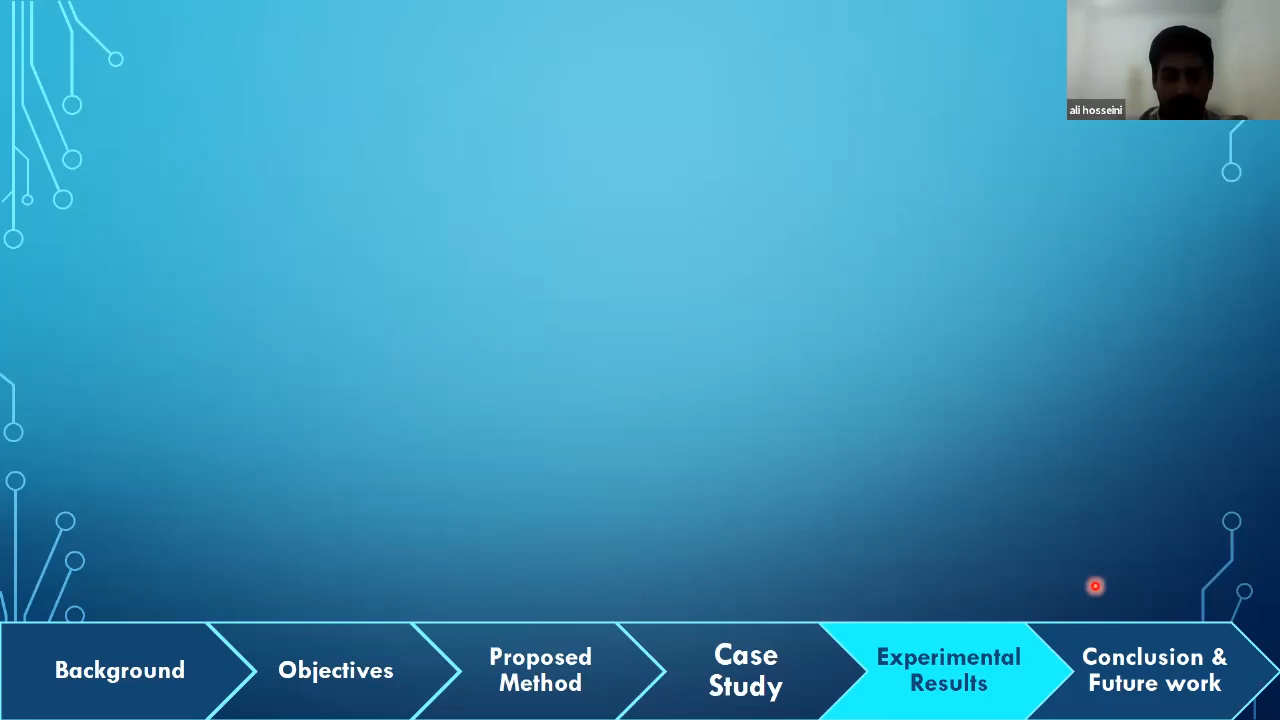 ali hosseini
Background
Objectives
Proposed
Method
Case
Study
Experimental
Results
Conclusion &
Future work